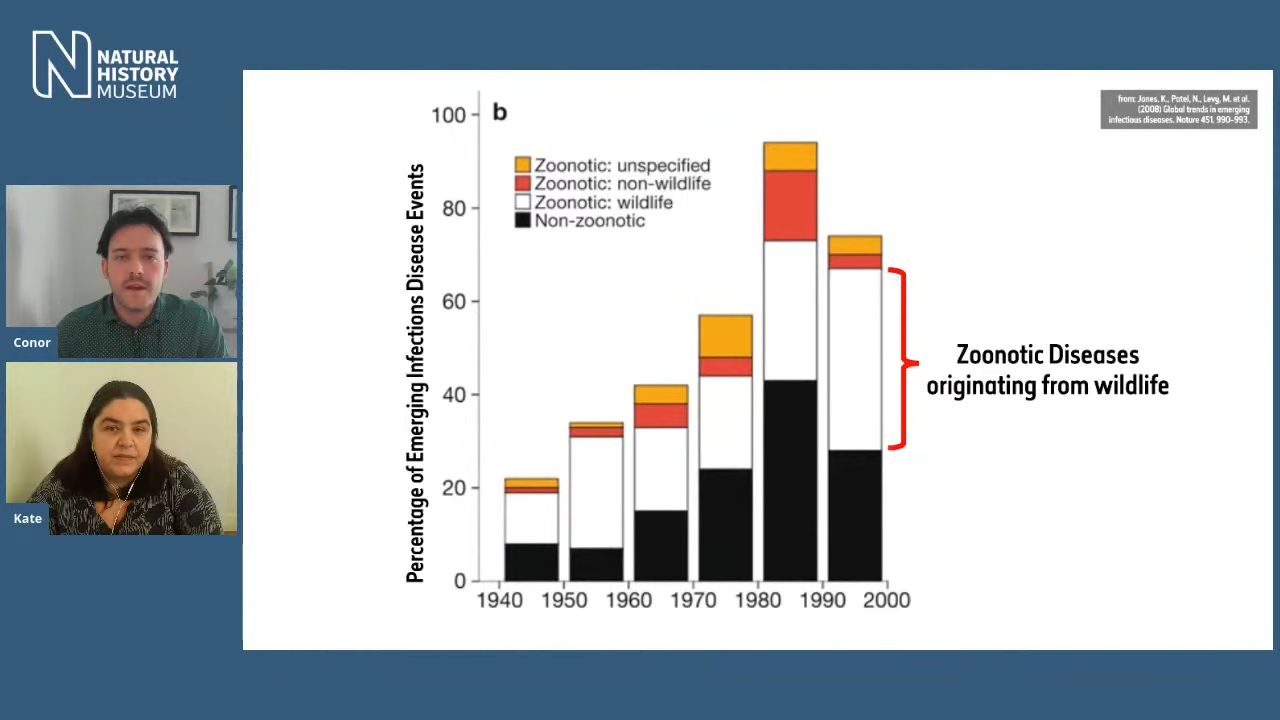 NATURAL
HISTORY
MUSEUM
Conor
Kate
from: Jones, K., Patel, N., Levy, M. et al.
(2008) Global trends in emerging
infectious diseases. Nature 451, 990–993.
b
Zoonotic: unspecified
Zoonotic: non-wildlife
Zoonotic: wildlife
Non-zoonotic
Percentage of Emerging Infections Disease Events
100
80
60
40
20
0
1940 1950 1960 1970 1980 1990 2000
Zoonotic Diseases
originating from wildlife